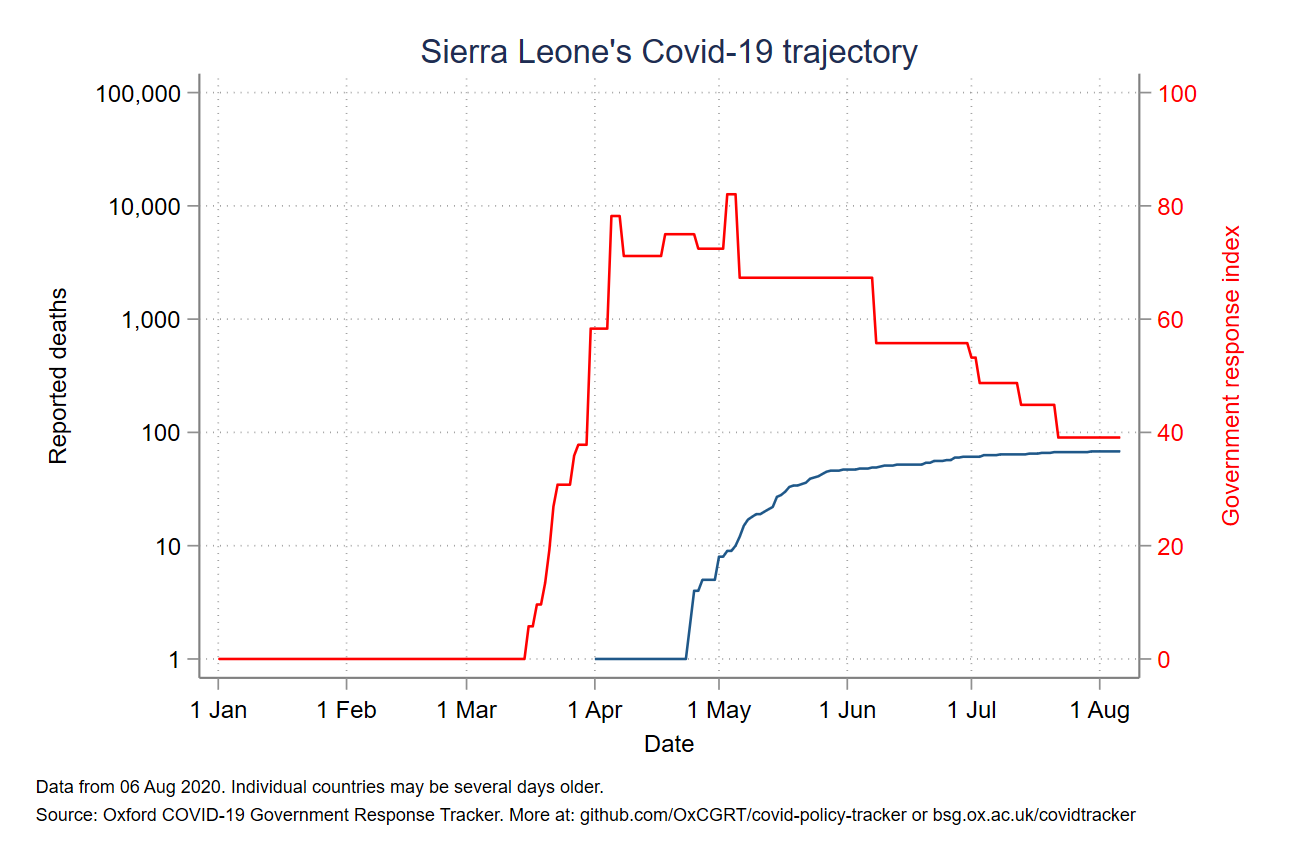 Sierra Leone's Covid-19 trajectory
100,000
10,000
1,000
100
10
1
Reported deaths
100
80
60
40
20
0
Government response index
1 Jan 1 Feb 1 Mar 1 Apr 1 May 1 Jun 1 Jul 1 Aug
Date
Data from 06 Aug 2020. Individual countries may be several days older.
Source: Oxford COVID-19 Government Response Tracker. More at: github.com/OxCGRT/covid-policy-tracker or bsg.ox.ac.uk/covidtracker